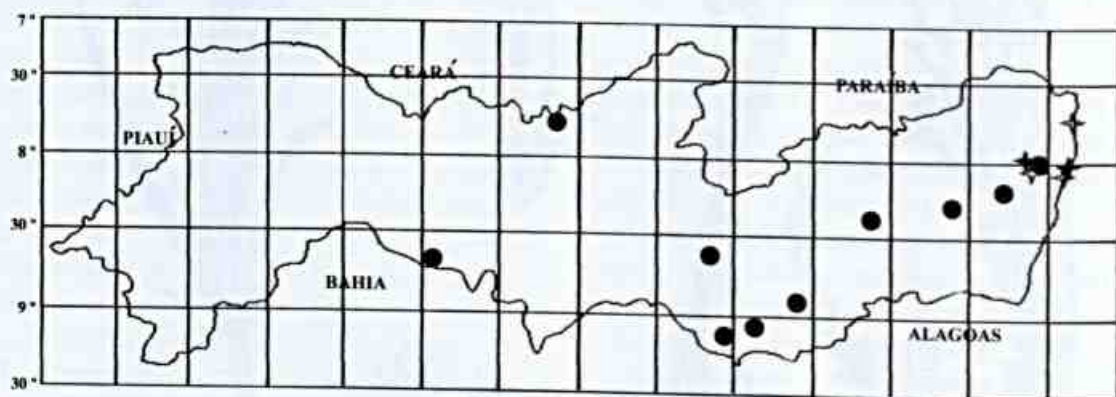 7°
30'
CEARÁ
PARAÍBA
PIAUÍ
8°
30'
BAHIA
9°
ALAGOAS
30'